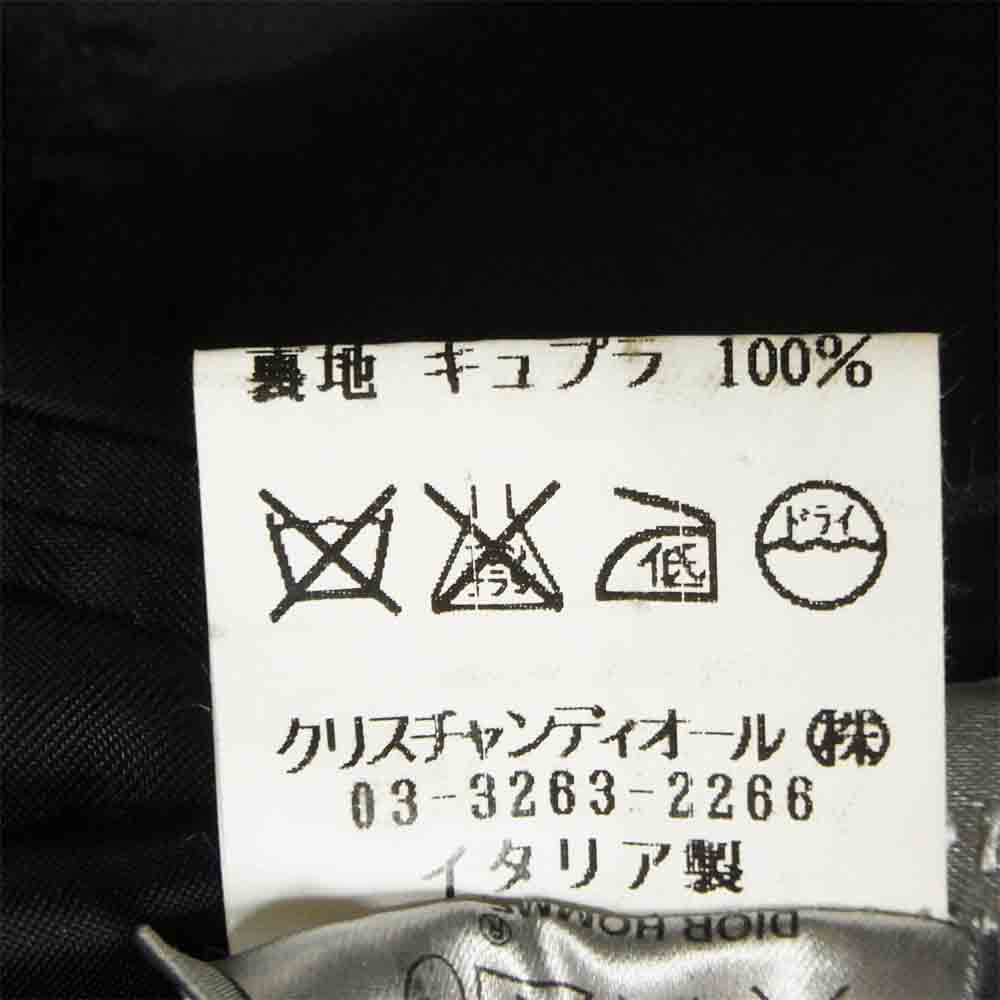 裏地 キュプラ 100%
低 ドライ
クリスチャンディオール ㈱
03-3263-2266
イタリア製
DIOR HOMME ®